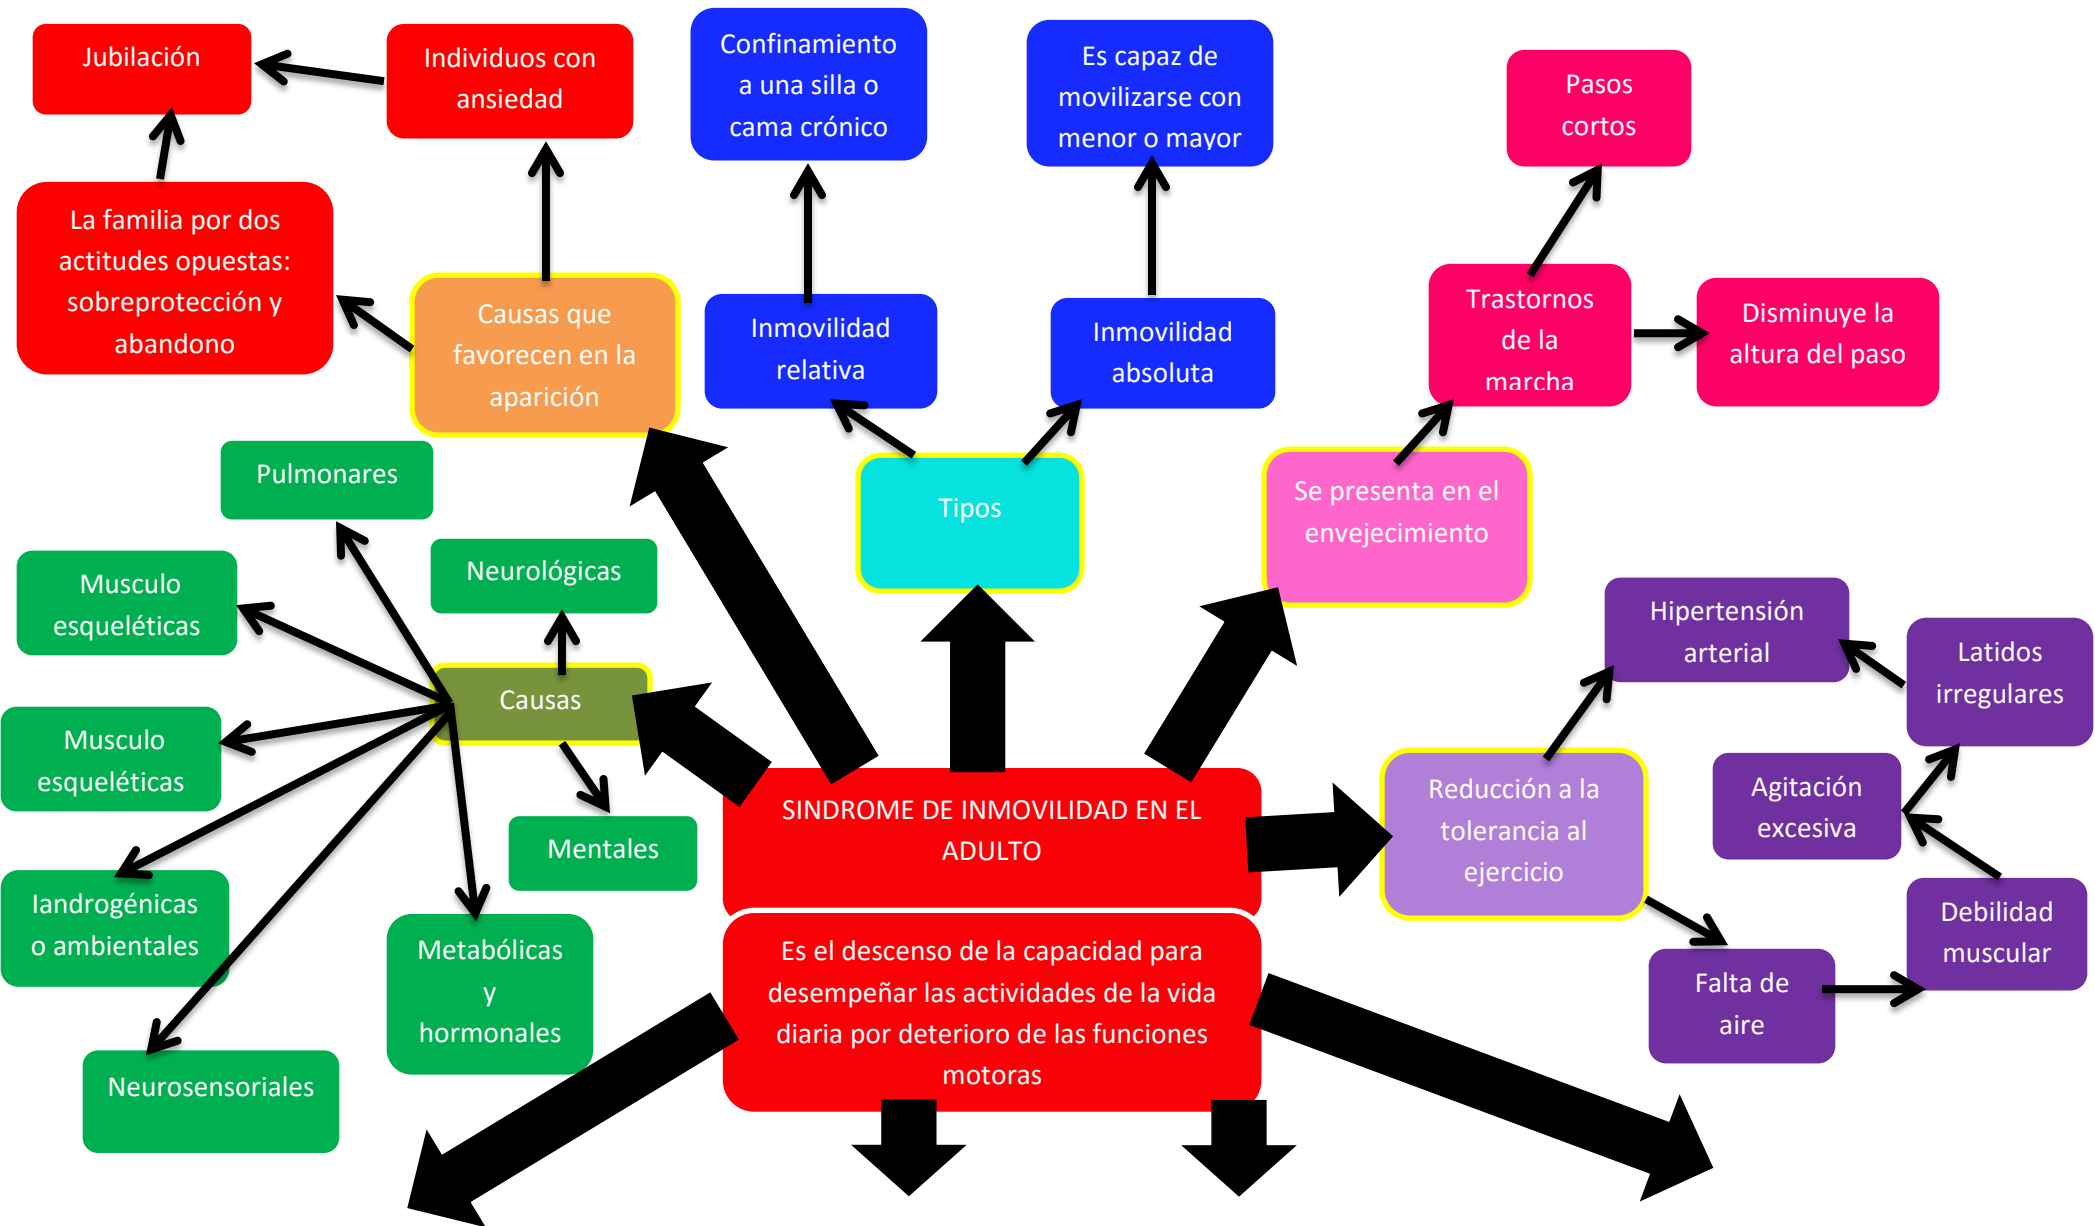 Jubilación
Individuos con
ansiedad
La familia por dos
actitudes opuestas:
sobreprotección y
abandono
Causas que
favorecen en la
aparición
Confinamiento
a una silla o
cama crónico
Es capaz de
movilizarse con
menor o mayor
Inmovilidad
relativa
Inmovilidad
absoluta
Tipos
Pasos
cortos
Trastornos
de la
marcha
Disminuye la
altura del paso
Se presenta en el
envejecimiento
Pulmonares
Neurológicas
Musculo
esqueléticas
Causas
Musculo
esqueléticas
Mentales
Iandrogénicas
o ambientales
Metabólicas
y
hormonales
Neurosensoriales
SINDROME DE INMOVILIDAD EN EL
ADULTO
Es el descenso de la capacidad para
desempeñar las actividades de la vida
diaria por deterioro de las funciones
motoras
Hipertensión
arterial
Latidos
irregulares
Reducción a la
tolerancia al
ejercicio
Agitación
excesiva
Debilidad
muscular
Falta de
aire